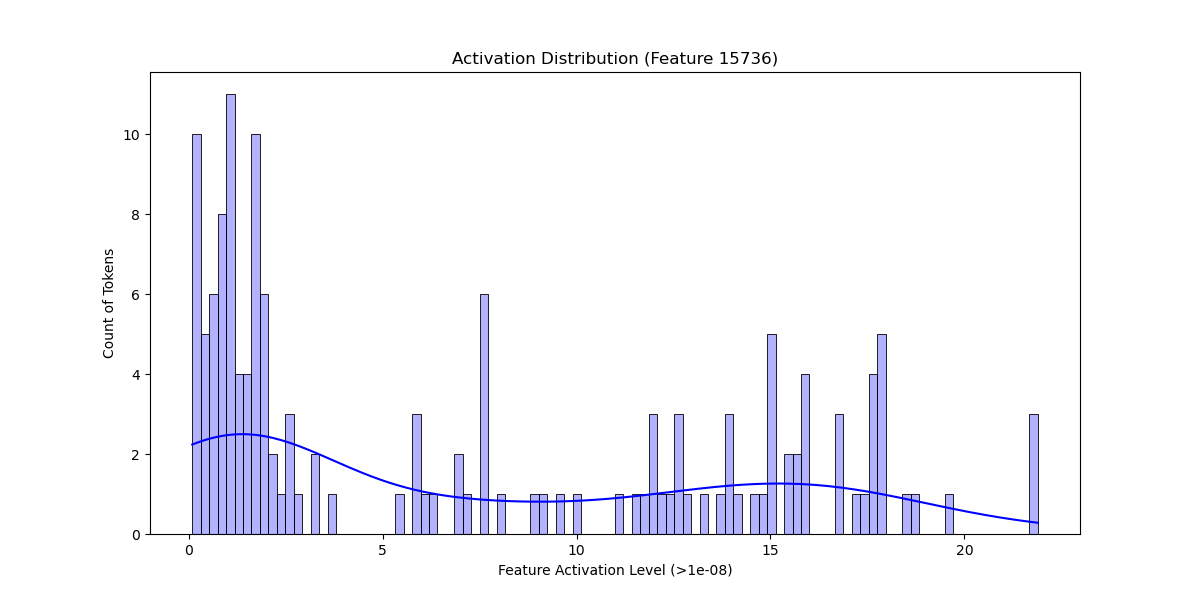 Activation Distribution (Feature 15736)
Count of Tokens
10
8
6
4
2
0
0 5 10 15 20
Feature Activation Level (>1e-08)